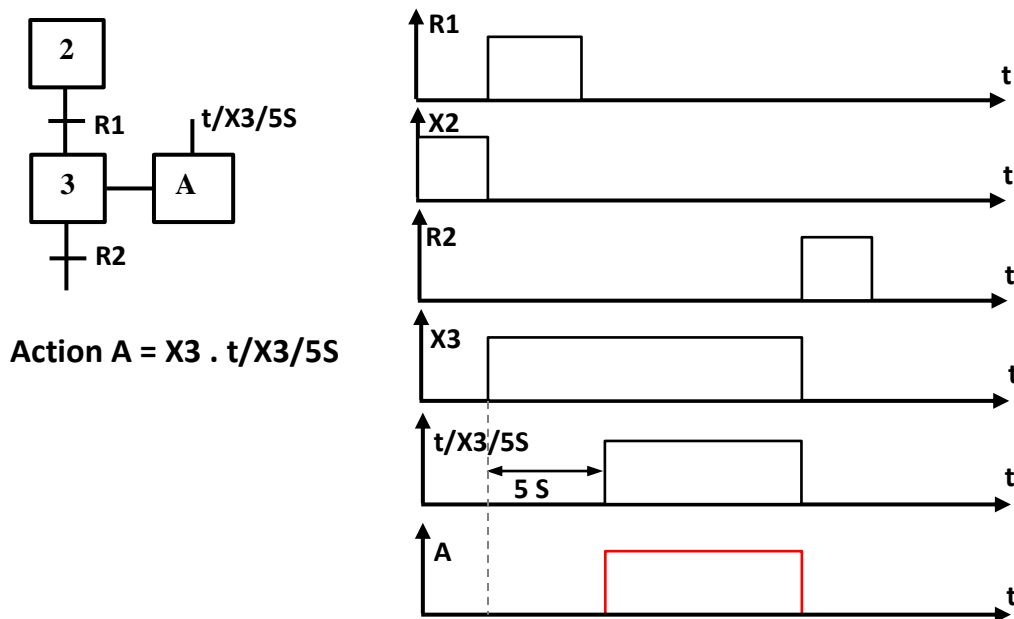 2
R1
t/X3/5S
3
A
R2
Action A = X3 . t/X3/5S
R1
t
X2
t
R2
t
X3
t
t/X3/5S
5 S
t
A
t